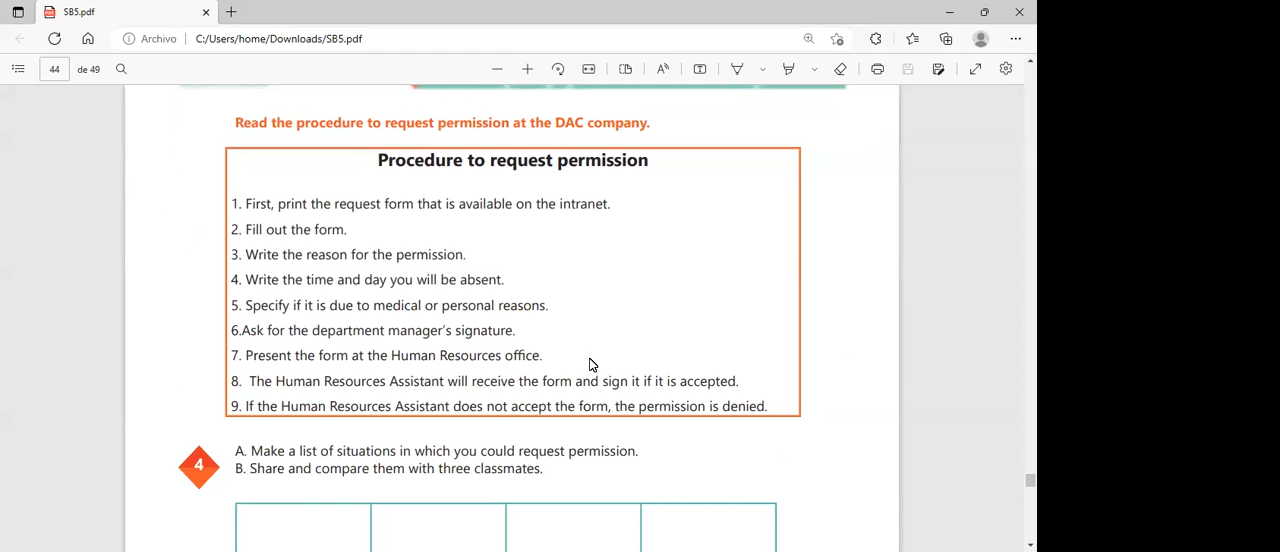 SB5.pdf
Archivo
C:/Users/home/Downloads/SB5.pdf
44 de 49
Read the procedure to request permission at the DAC company.
Procedure to request permission
1. First, print the request form that is available on the intranet.
2. Fill out the form.
3. Write the reason for the permission.
4. Write the time and day you will be absent.
5. Specify if it is due to medical or personal reasons.
6.Ask for the department manager's signature.
7. Present the form at the Human Resources office.
8. The Human Resources Assistant will receive the form and sign it if it is accepted.
9. If the Human Resources Assistant does not accept the form, the permission is denied.
4
A. Make a list of situations in which you could request permission.
B. Share and compare them with three classmates.